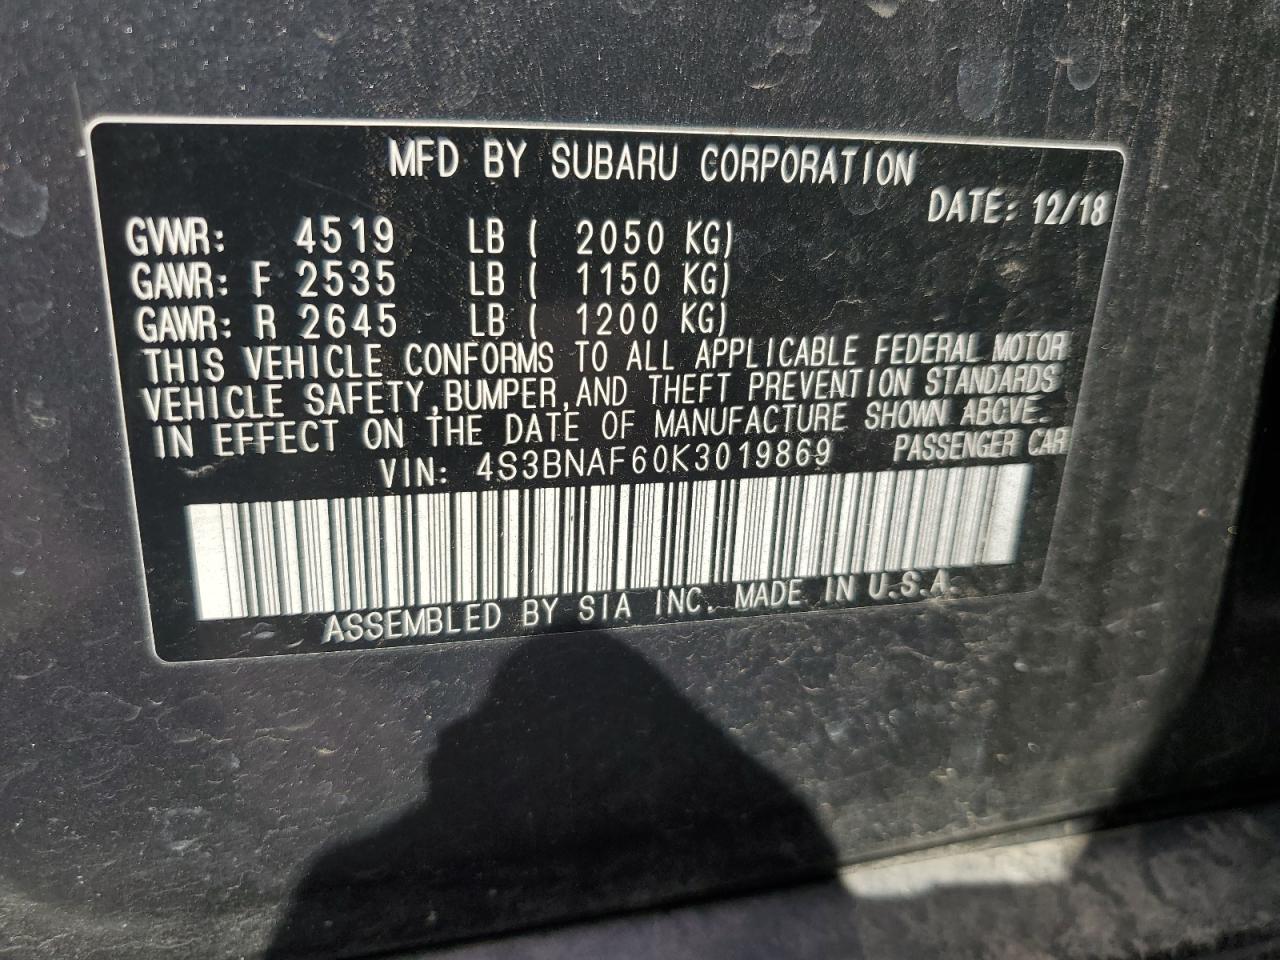 MFD BY SUBARU CORPORATION
DATE: 12/18
GVWR: 4519 LB ( 2050 KG)
GAWR: F 2535 LB ( 1150 KG)
GAWR: R 2645 LB ( 1200 KG)
THIS VEHICLE CONFORMS TO ALL APPLICABLE FEDERAL MOTOR
VEHICLE SAFETY, BUMPER, AND THEFT PREVENTION STANDARDS
IN EFFECT ON THE DATE OF MANUFACTURE SHOWN ABOVE.
VIN: 4S3BNAF60K3019869 PASSENGER CAR
ASSEMBLED BY SIA INC. MADE IN U.S.A.